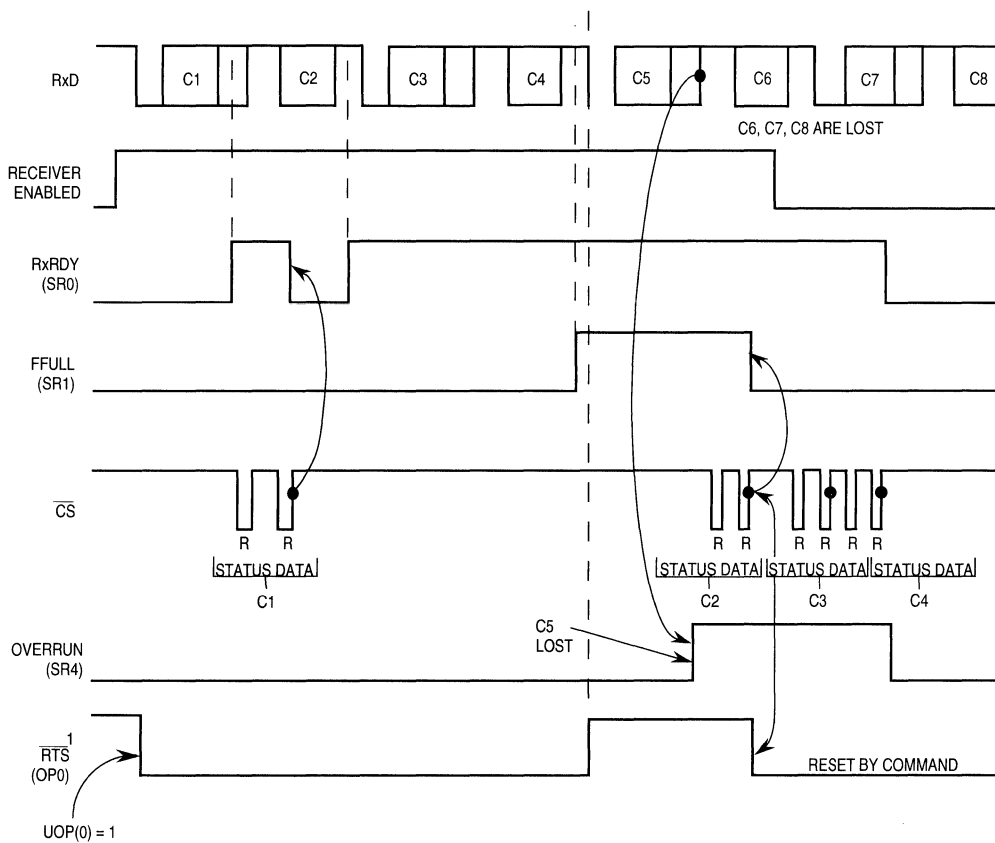 RxD C1 C2 C3 C4 C5 C6 C7 C8
C6, C7, C8 ARE LOST
RECEIVER
ENABLED
RxRDY
(SR0)
FFULL
(SR1)
CS
R R R R R R R R
STATUS DATA STATUS DATA STATUS DATA STATUS DATA
C1 C2 C3 C4
C5
LOST
OVERRUN
(SR4)
RTS¹
(OP0)
RESET BY COMMAND
UOP(0) = 1